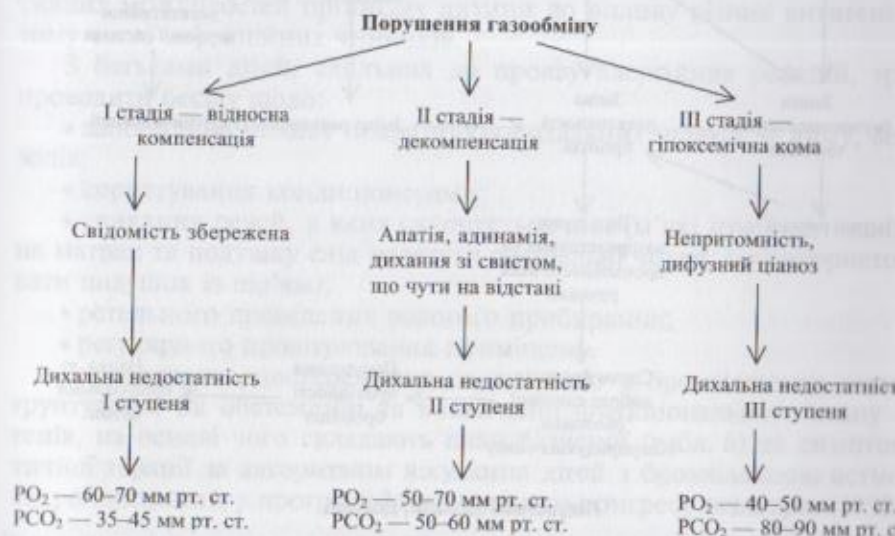 Порушення газообміну
I стадія — відносна
компенсація
II стадія —
декомпенсація
III стадія —
гіпоксемічна кома
Свідомість збережена
Апатія, адинамія,
дихання зі свистом,
що чути на відстані
Непритомність,
дифузний ціаноз
Дихальна недостатність
I ступеня
Дихальна недостатність
II ступеня
Дихальна недостатніст
III ступеня
PO₂ — 60–70 мм рт. ст.
PCO₂ — 35–45 мм рт. ст.
PO₂ — 50–70 мм рт. ст.
PCO₂ — 50–60 мм рт. ст.
PO₂ — 40–50 мм рт. ст.
PCO₂ — 80–90 мм рт. с